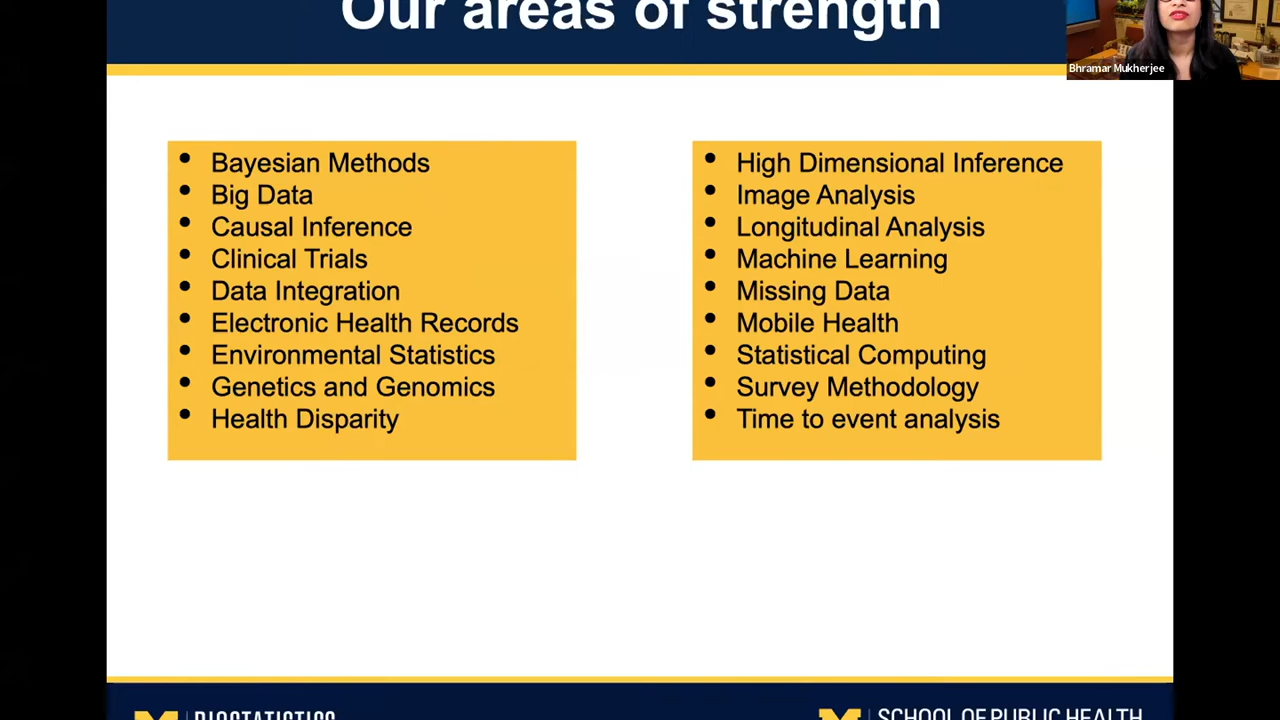 Our areas of strength
Bhramar Mukherjee
• Bayesian Methods
• Big Data
• Causal Inference
• Clinical Trials
• Data Integration
• Electronic Health Records
• Environmental Statistics
• Genetics and Genomics
• Health Disparity
• High Dimensional Inference
• Image Analysis
• Longitudinal Analysis
• Machine Learning
• Missing Data
• Mobile Health
• Statistical Computing
• Survey Methodology
• Time to event analysis
M BIOSTATISTICS
M SCHOOL OF PUBLIC HEALTH